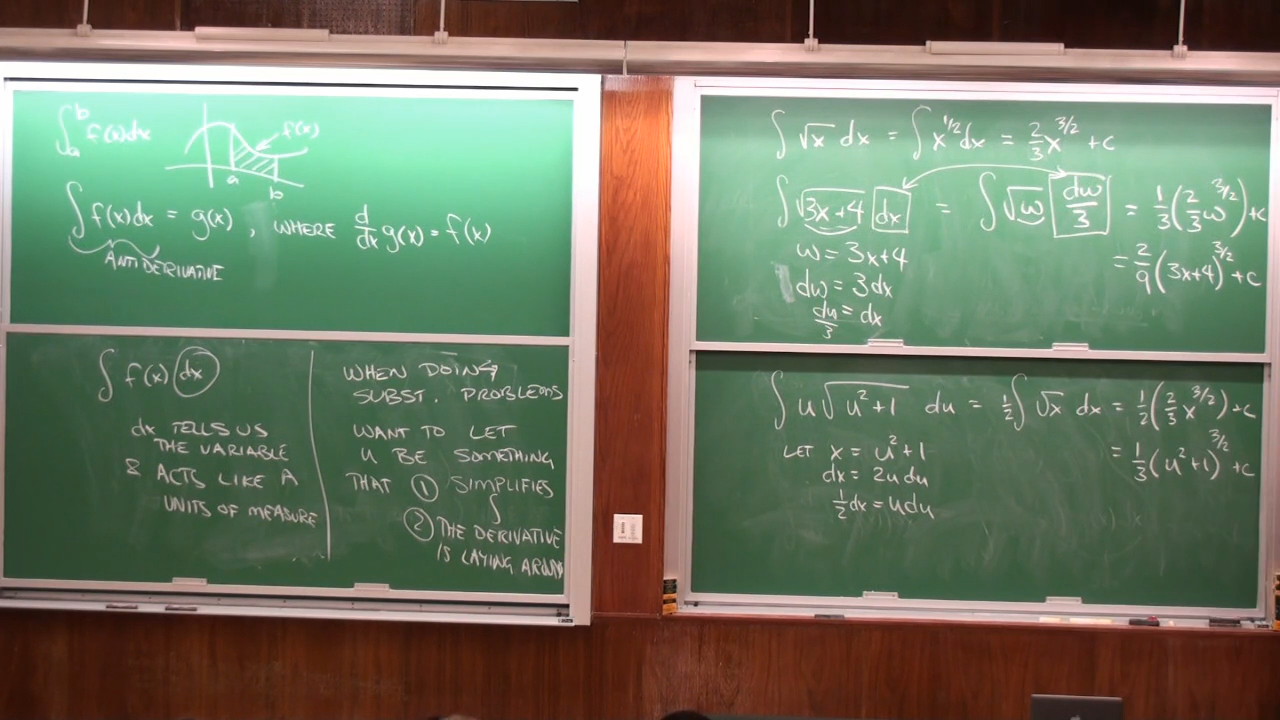 ∫_a^b f(x)dx
f(x)
a b
∫ f(x)dx = g(x), WHERE d/dx g(x) = f(x)
ANTIDERIVATIVE
∫ f(x) dx
dx TELLS US
THE VARIABLE
& ACTS LIKE A
UNITS OF MEASURE
WHEN DOING
SUBST. PROBLEMS
WANT TO LET
u BE SOMETHING
THAT ① SIMPLIFIES
∫
② THE DERIVATIVE
IS LAYING AROUND
∫ √x dx = ∫ x^{1/2} dx = 2/3 x^{3/2} + c
∫ √(3x+4) dx = ∫ √w dw/3 = 1/3 (2/3 w^{3/2}) + c
w = 3x+4
= 2/9 (3x+4)^{3/2} + c
dw = 3dx
du/3 = dx
∫ u √(u²+1) du = 1/2 ∫ √x dx = 1/2 (2/3 x^{3/2}) + c
LET x = u²+1
= 1/3 (u²+1)^{3/2} + c
dx = 2u du
1/2 dx = u du